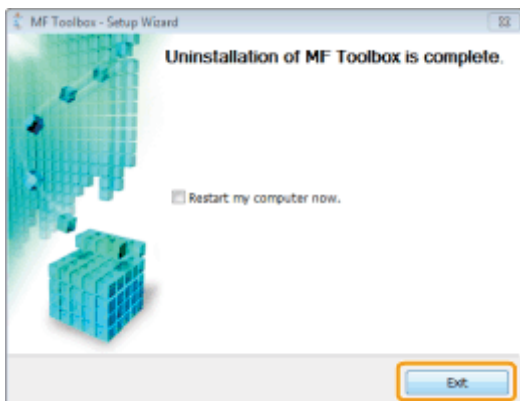 MF Toolbox - Setup Wizard
Uninstallation of MF Toolbox is complete.
Restart my computer now.
Exit